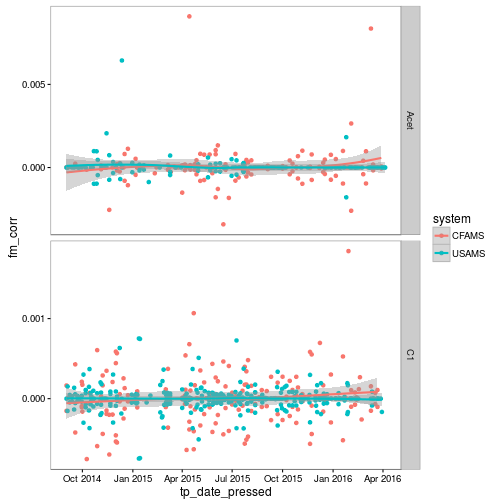 0.005
0.000
Acet
fm_corr
system
CFAMS
USAMS
0.001
0.000
C1
Oct 2014 Jan 2015 Apr 2015 Jul 2015 Oct 2015 Jan 2016 Apr 2016
tp_date_pressed